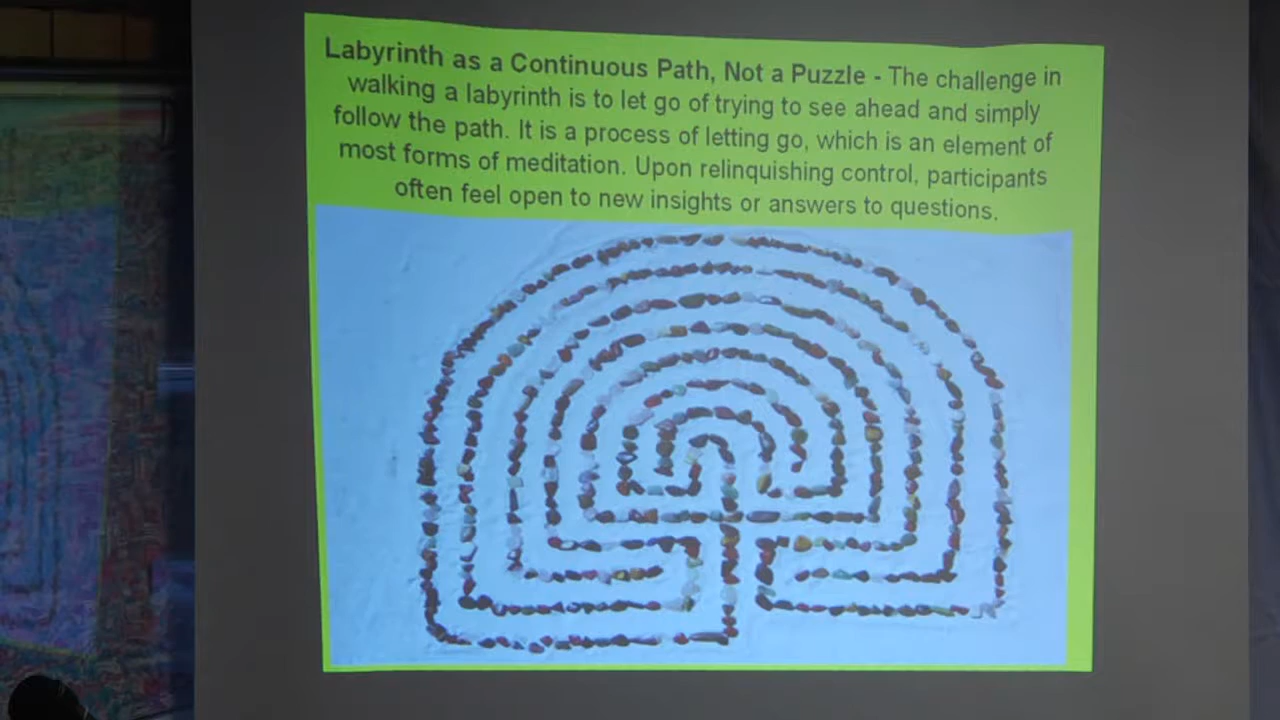 Labyrinth as a Continuous Path, Not a Puzzle - The challenge in
walking a labyrinth is to let go of trying to see ahead and simply
follow the path. It is a process of letting go, which is an element of
most forms of meditation. Upon relinquishing control, participants
often feel open to new insights or answers to questions.